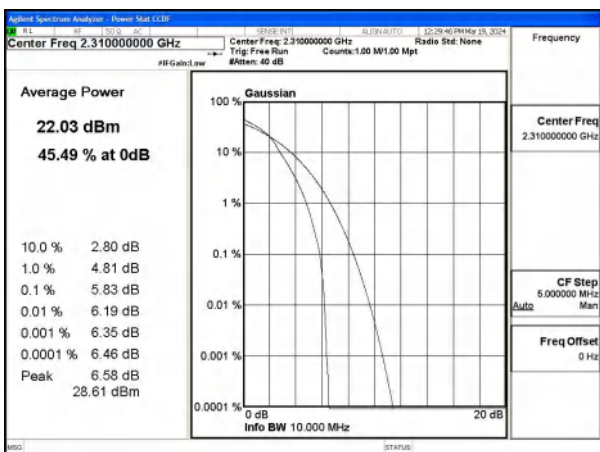 Agilent Spectrum Analyzer - Power Stat CCDF
RL RF 50 Ω AC SENSE:INT ALIGN AUTO 12:29:46 PM Mar 19, 2024
Center Freq 2.310000000 GHz
Center Freq: 2.310000000 GHz Radio Std: None
Trig: Free Run Counts:1.00 M/1.00 Mpt
#IFGain:Low #Atten: 40 dB
Frequency
Average Power
22.03 dBm
45.49 % at 0dB
10.0 % 2.80 dB
1.0 % 4.81 dB
0.1 % 5.83 dB
0.01 % 6.19 dB
0.001 % 6.35 dB
0.0001 % 6.46 dB
Peak 6.58 dB
28.61 dBm
Gaussian
100 %
10 %
1 %
0.1 %
0.01 %
0.001 %
0.0001 %
0 dB 20 dB
Info BW 10.000 MHz
Center Freq
2.310000000 GHz
CF Step
5.000000 MHz
Auto Man
Freq Offset
0 Hz
MSG STATUS